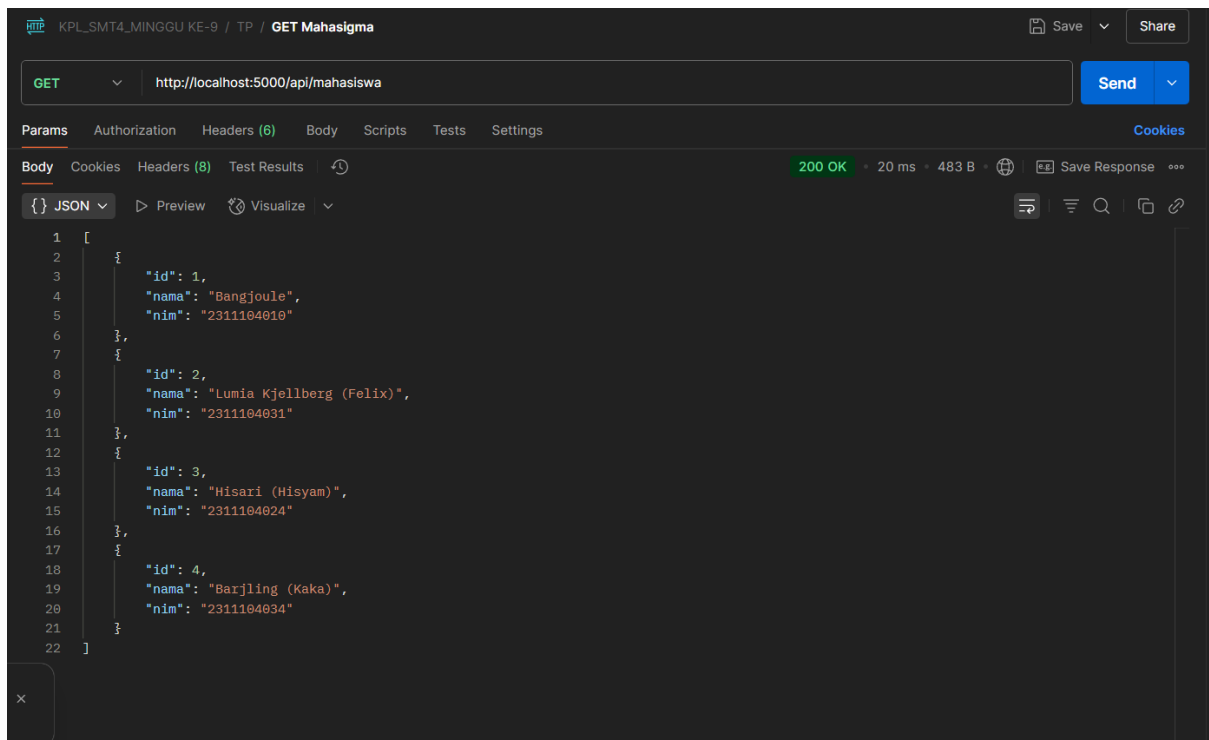 HTTP KPL_SMT4_MINGGU KE-9 / TP / GET Mahasigma Save Share
GET http://localhost:5000/api/mahasiswa Send
Params Authorization Headers (6) Body Scripts Tests Settings Cookies
Body Cookies Headers (8) Test Results 200 OK • 20 ms • 483 B • e.g. Save Response
{} JSON Preview Visualize
1 [
2 {
3 "id": 1,
4 "nama": "Bangjoule",
5 "nim": "2311104010"
6 },
7 {
8 "id": 2,
9 "nama": "Lumia Kjellberg (Felix)",
10 "nim": "2311104031"
11 },
12 {
13 "id": 3,
14 "nama": "Hisari (Hisyam)",
15 "nim": "2311104024"
16 },
17 {
18 "id": 4,
19 "nama": "Barjling (Kaka)",
20 "nim": "2311104034"
21 }
22 ]